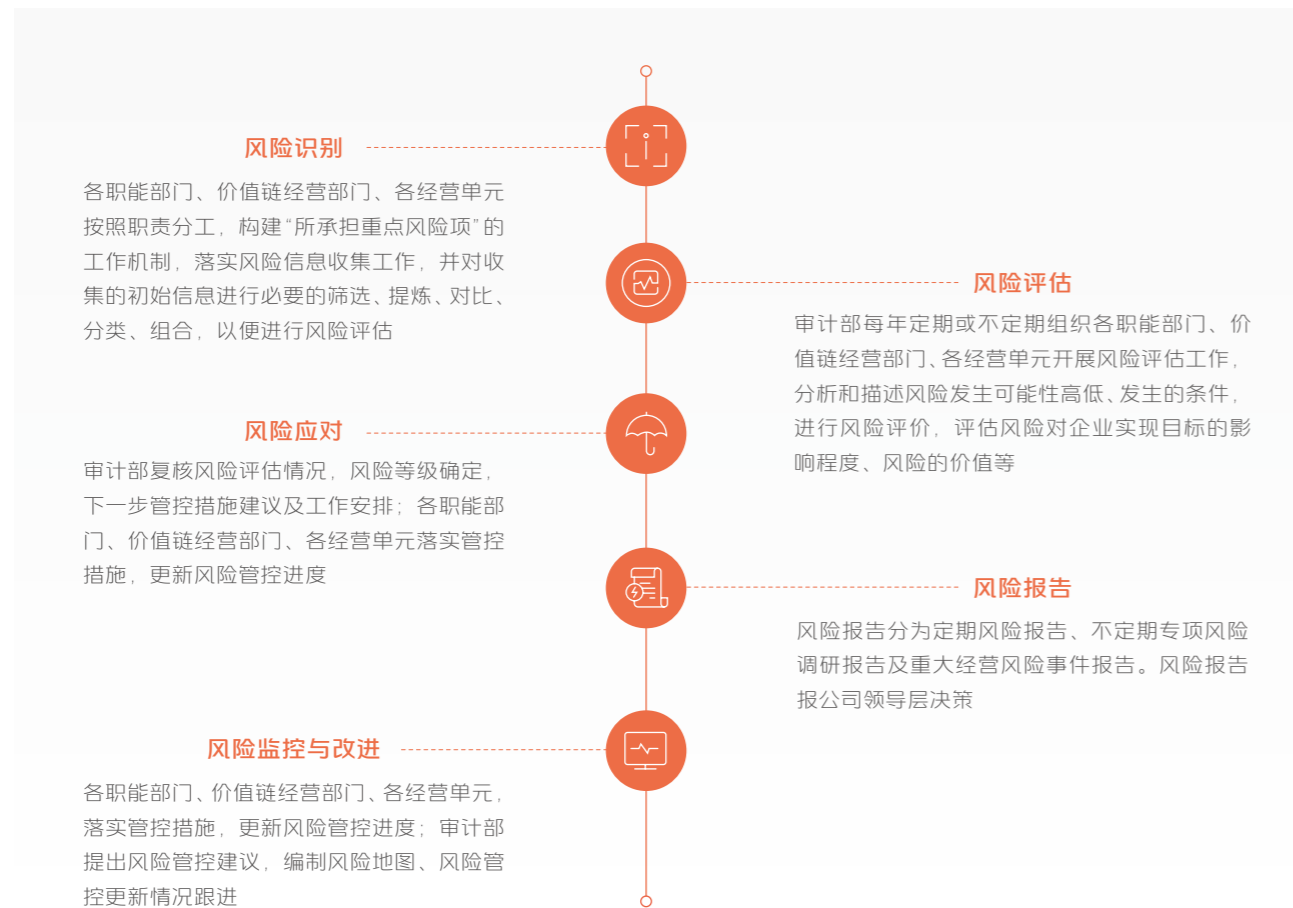 风险识别
各职能部门、价值链经营部门、各经营单元
按照职责分工，构建“所承担重点风险项”的
工作机制，落实风险信息收集工作，并对收
集的初始信息进行必要的筛选、提炼、对比、
分类、组合，以便进行风险评估
风险评估
审计部每年定期或不定期组织各职能部门、价
值链经营部门、各经营单元开展风险评估工作，
分析和描述风险发生可能性高低、发生的条件，
进行风险评价，评估风险对企业实现目标的影
响程度、风险的价值等
风险应对
审计部复核风险评估情况，风险等级确定，
下一步管控措施建议及工作安排；各职能部
门、价值链经营部门、各经营单元落实管控
措施，更新风险管控进度
风险报告
风险报告分为定期风险报告、不定期专项风险
调研报告及重大经营风险事件报告。风险报告
报公司领导层决策
风险监控与改进
各职能部门、价值链经营部门、各经营单元，
落实管控措施，更新风险管控进度；审计部
提出风险管控建议，编制风险地图、风险管
控更新情况跟进